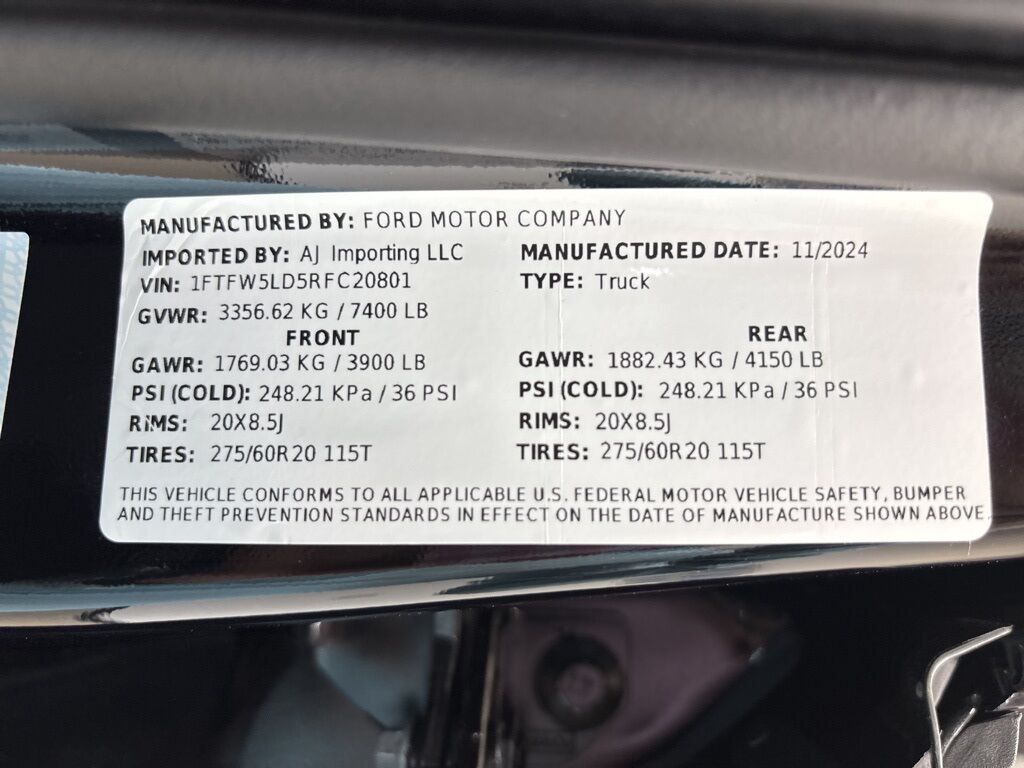 MANUFACTURED BY: FORD MOTOR COMPANY
IMPORTED BY: AJ Importing LLC MANUFACTURED DATE: 11/2024
VIN: 1FTFW5LD5RFC20801 TYPE: Truck
GVWR: 3356.62 KG / 7400 LB
FRONT REAR
GAWR: 1769.03 KG / 3900 LB GAWR: 1882.43 KG / 4150 LB
PSI (COLD): 248.21 KPa / 36 PSI PSI (COLD): 248.21 KPa / 36 PSI
RIMS: 20X8.5J RIMS: 20X8.5J
TIRES: 275/60R20 115T TIRES: 275/60R20 115T
THIS VEHICLE CONFORMS TO ALL APPLICABLE U.S. FEDERAL MOTOR VEHICLE SAFETY, BUMPER
AND THEFT PREVENTION STANDARDS IN EFFECT ON THE DATE OF MANUFACTURE SHOWN ABOVE.